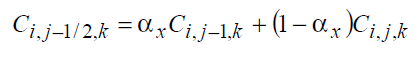 C_{i,j-1/2,k} = α_x C_{i,j-1,k} + (1 - α_x) C_{i,j,k}